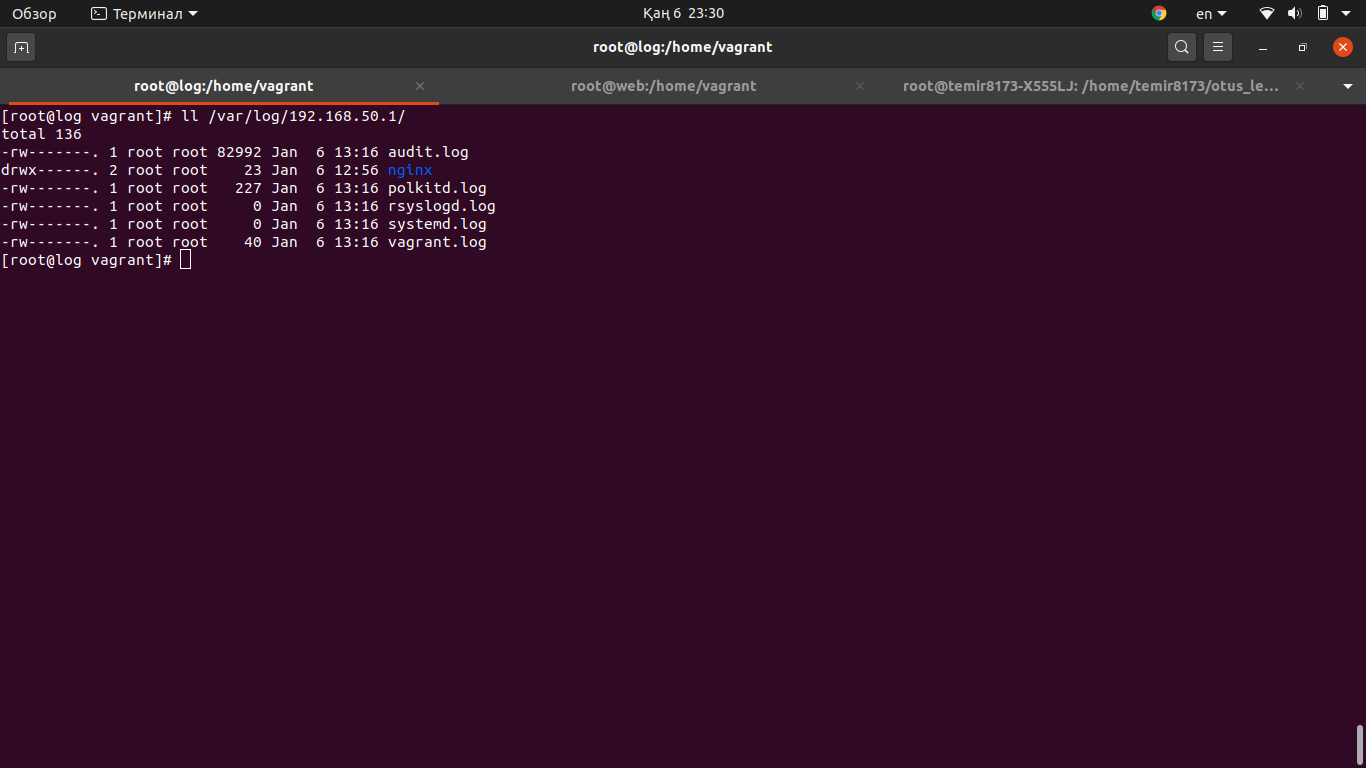 Обзор
Терминал
Қаң 6 23:30
en
root@log:/home/vagrant
root@log:/home/vagrant
root@web:/home/vagrant
root@temir8173-X555LJ: /home/temir8173/otus_le...
[root@log vagrant]# ll /var/log/192.168.50.1/
total 136
-rw-------. 1 root root 82992 Jan  6 13:16 audit.log
drwx------. 2 root root    23 Jan  6 12:56 nginx
-rw-------. 1 root root   227 Jan  6 13:16 polkitd.log
-rw-------. 1 root root     0 Jan  6 13:16 rsyslogd.log
-rw-------. 1 root root     0 Jan  6 13:16 systemd.log
-rw-------. 1 root root    40 Jan  6 13:16 vagrant.log
[root@log vagrant]#